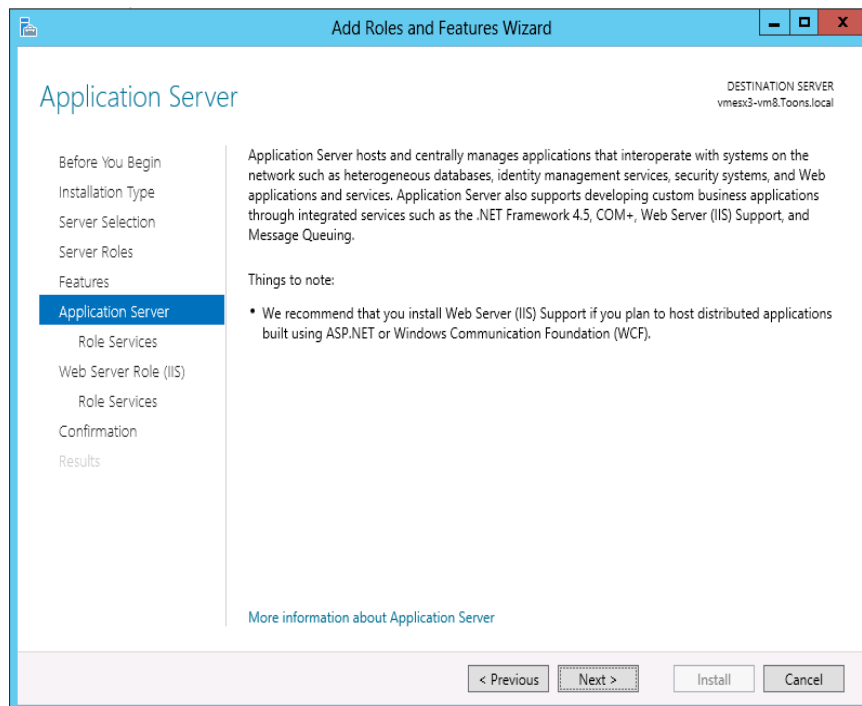 Add Roles and Features Wizard
Application Server
DESTINATION SERVER
vmesx3-vm8.Toons.local
Before You Begin
Installation Type
Server Selection
Server Roles
Features
Application Server
Role Services
Web Server Role (IIS)
Role Services
Confirmation
Results
Application Server hosts and centrally manages applications that interoperate with systems on the
network such as heterogeneous databases, identity management services, security systems, and Web
applications and services. Application Server also supports developing custom business applications
through integrated services such as the .NET Framework 4.5, COM+, Web Server (IIS) Support, and
Message Queuing.
Things to note:
• We recommend that you install Web Server (IIS) Support if you plan to host distributed applications
built using ASP.NET or Windows Communication Foundation (WCF).
More information about Application Server
< Previous
Next >
Install
Cancel